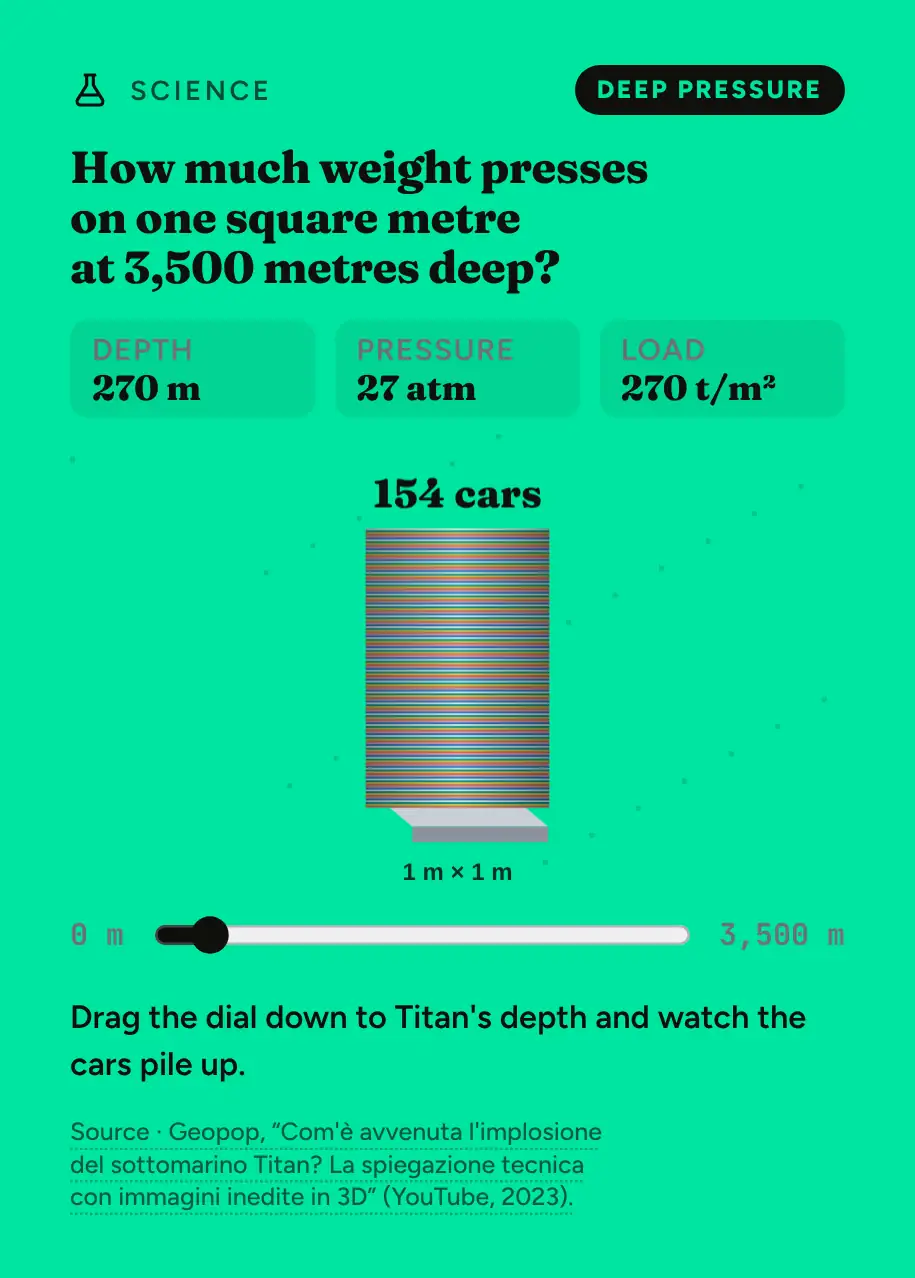 SCIENCE
DEEP PRESSURE
How much weight presses
on one square metre
at 3,500 metres deep?
DEPTH
270 m
PRESSURE
27 atm
LOAD
270 t/m²
154 cars
1 m × 1 m
0 m
3,500 m
Drag the dial down to Titan's depth and watch the
cars pile up.
Source · Geopop, “Com'è avvenuta l'implosione
del sottomarino Titan? La spiegazione tecnica
con immagini inedite in 3D” (YouTube, 2023).